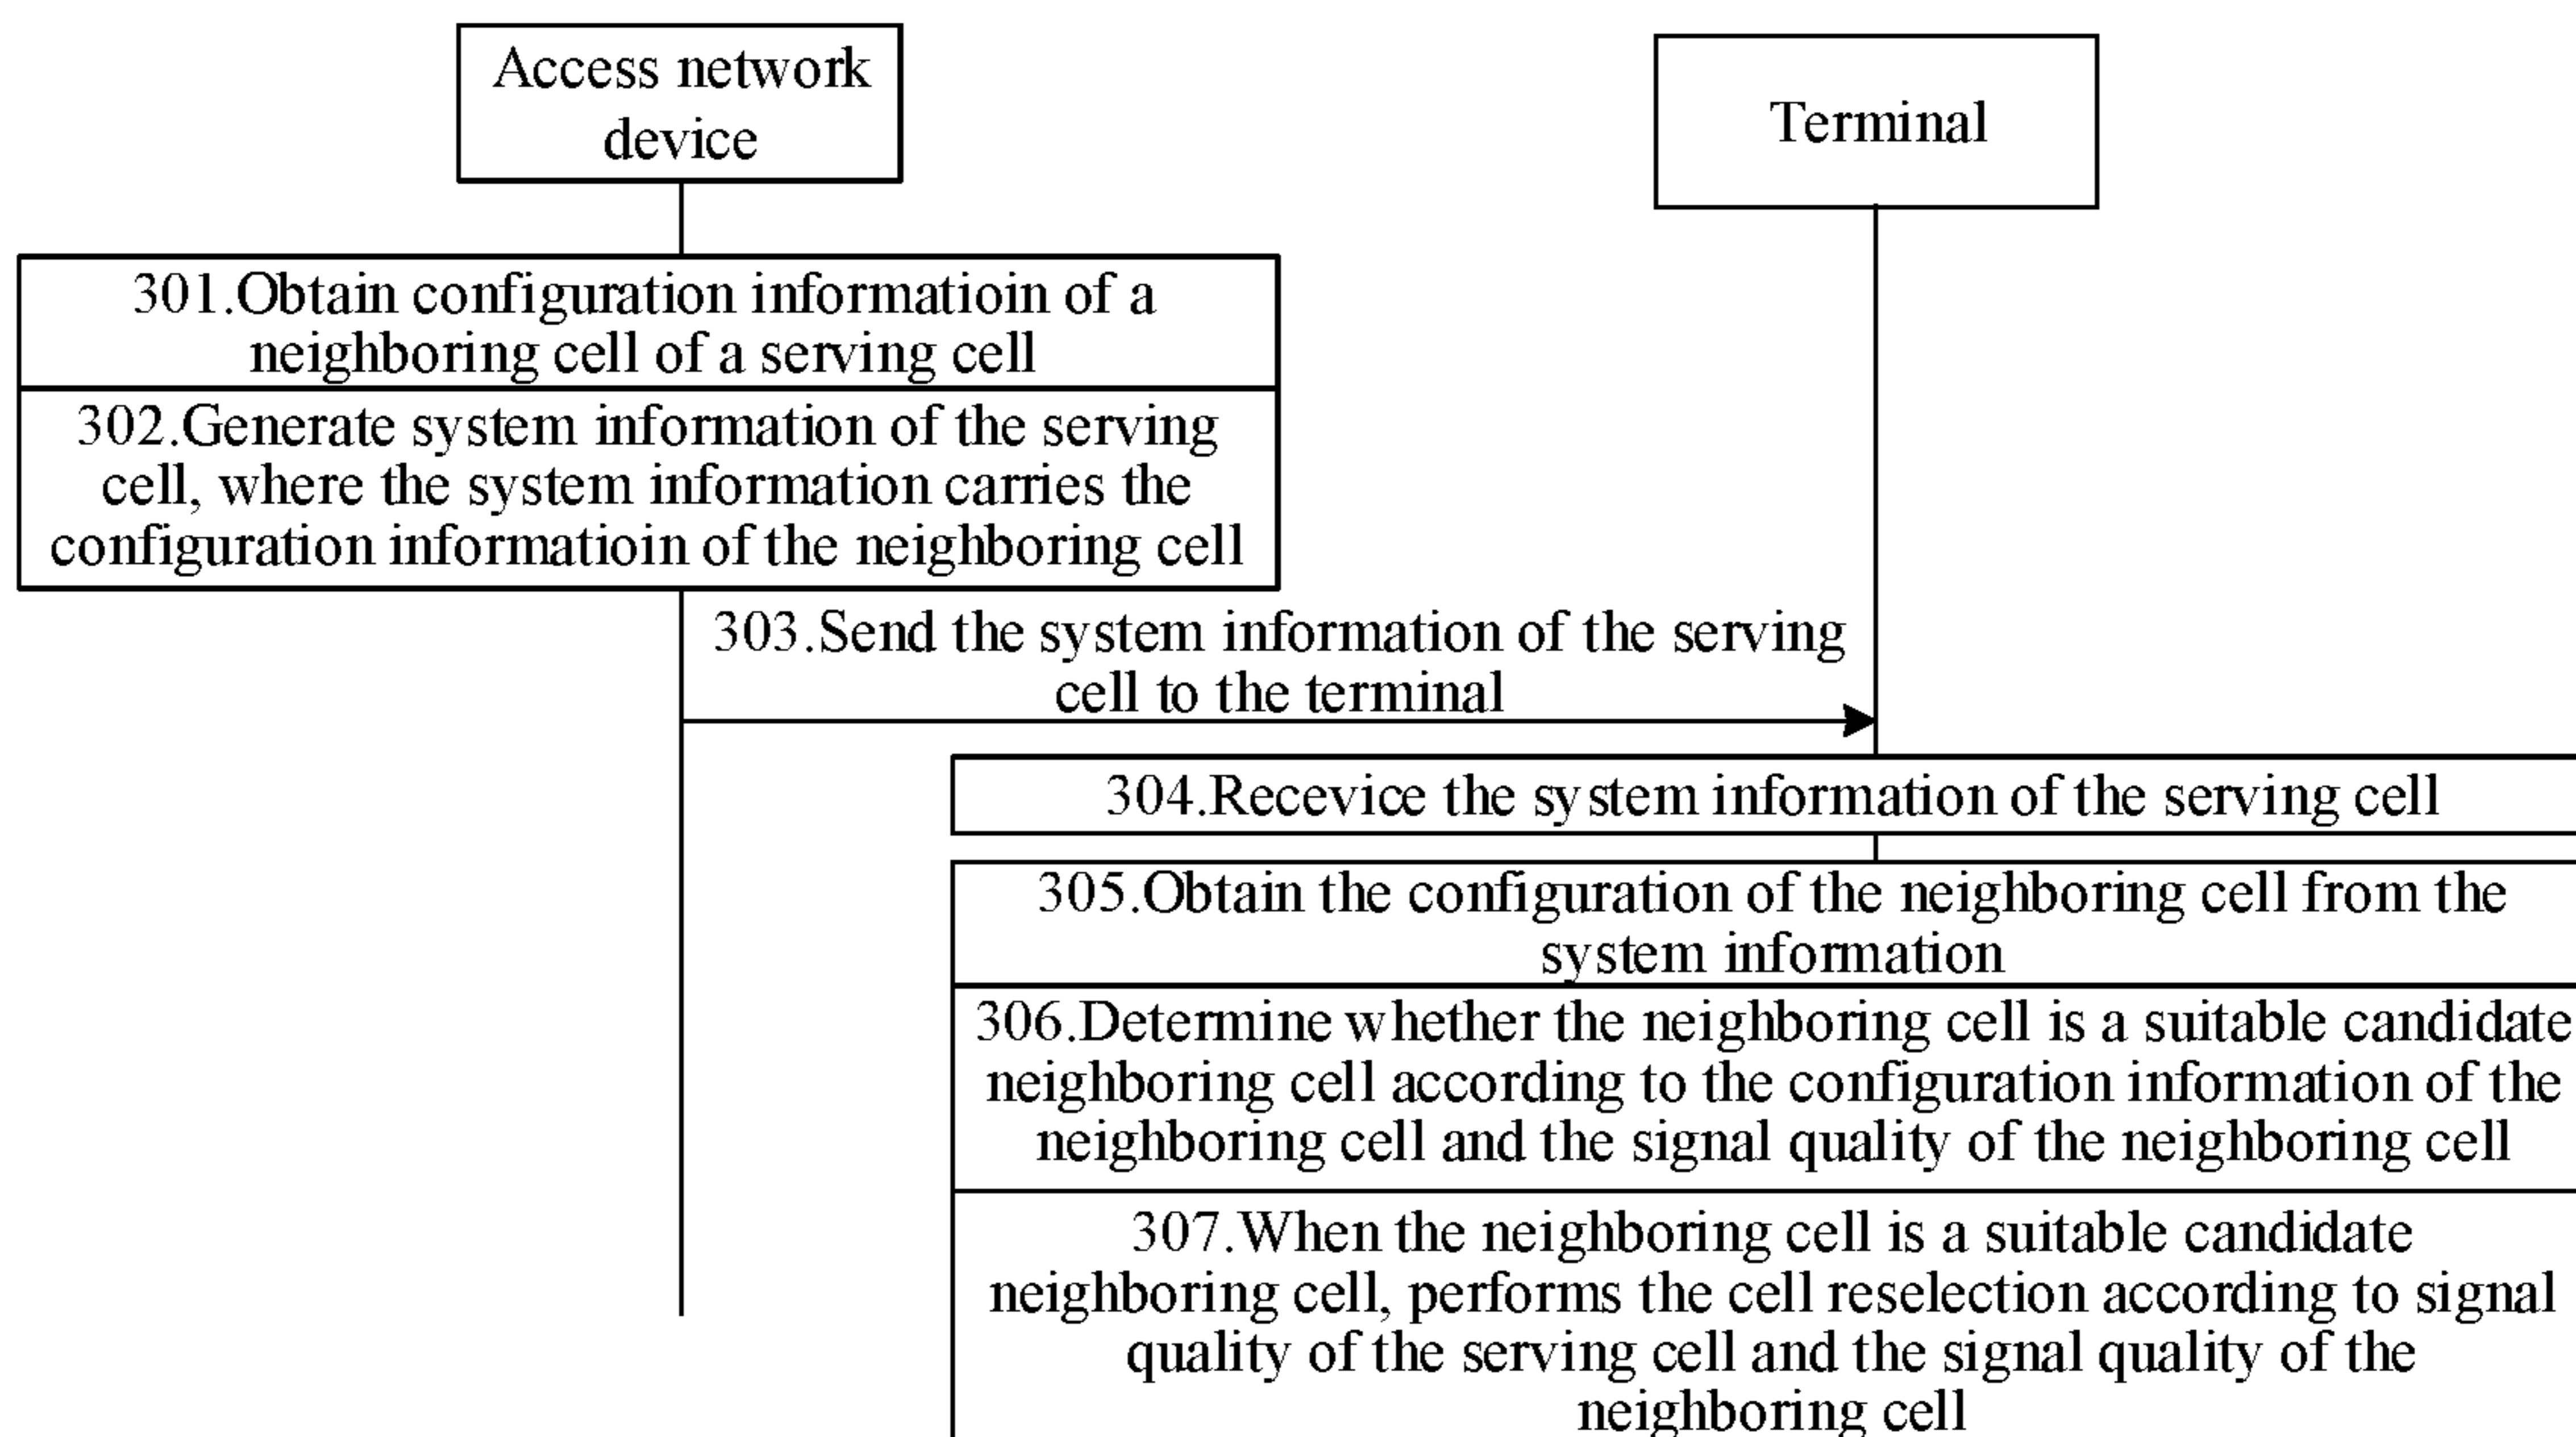 Access network
device
Terminal
301.Obtain configuration informatioin of a
neighboring cell of a serving cell
302.Generate system information of the serving
cell, where the system information carries the
configuration informatioin of the neighboring cell
303.Send the system information of the serving
cell to the terminal
304.Recevice the system information of the serving cell
305.Obtain the configuration of the neighboring cell from the
system information
306.Determine whether the neighboring cell is a suitable candidate
neighboring cell according to the configuration information of the
neighboring cell and the signal quality of the neighboring cell
307.When the neighboring cell is a suitable candidate
neighboring cell, performs the cell reselection according to signal
quality of the serving cell and the signal quality of the
neighboring cell